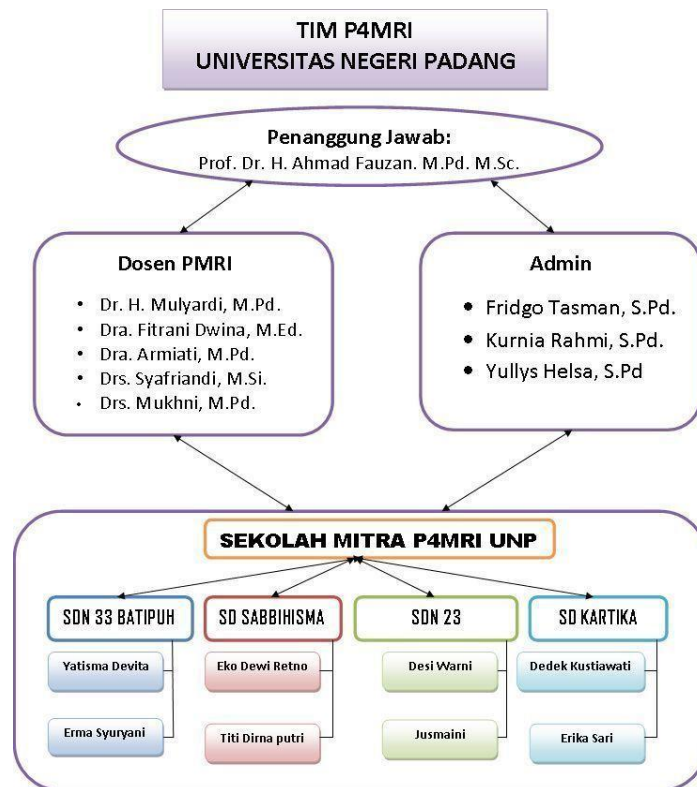 TIM P4MRI
UNIVERSITAS NEGERI PADANG
Penanggung Jawab:
Prof. Dr. H. Ahmad Fauzan. M.Pd. M.Sc.
Dosen PMRI
• Dr. H. Mulyardi, M.Pd.
• Dra. Fitrani Dwina, M.Ed.
• Dra. Armiati, M.Pd.
• Drs. Syafriandi, M.Si.
• Drs. Mukhni, M.Pd.
Admin
• Fridgo Tasman, S.Pd.
• Kurnia Rahmi, S.Pd.
• Yullys Helsa, S.Pd
SEKOLAH MITRA P4MRI UNP
SDN 33 BATIPUH
Yatisma Devita
Erma Syuryani
SD SABBIHISMA
Eko Dewi Retno
Titi Dirna putri
SDN 23
Desi Warni
Jusmaini
SD KARTIKA
Dedek Kustiawati
Erika Sari